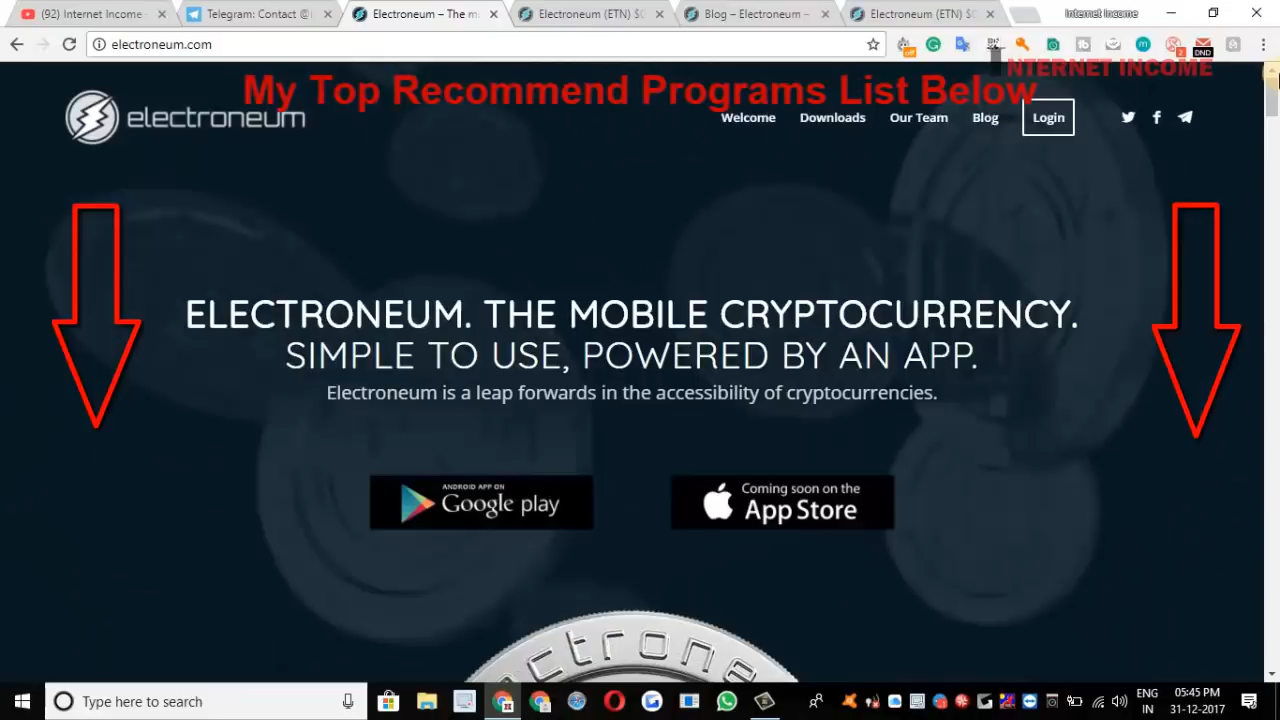 (92) Internet Income -
Telegram: Contact @i
Electroneum – The m
Electroneum (ETN) $0
Blog – Electroneum –
Electroneum (ETN) $0
Internet Income
electroneum.com
off
2
DND
NTERNET INCOME
My Top Recommend Programs List Below
electroneum
Welcome Downloads Our Team Blog Login
ELECTRONEUM. THE MOBILE CRYPTOCURRENCY.
SIMPLE TO USE, POWERED BY AN APP.
Electroneum is a leap forwards in the accessibility of cryptocurrencies.
ANDROID APP ON
Google play
Coming soon on the
App Store
electroneum
Type here to search
ENG
IN
05:45 PM
31-12-2017